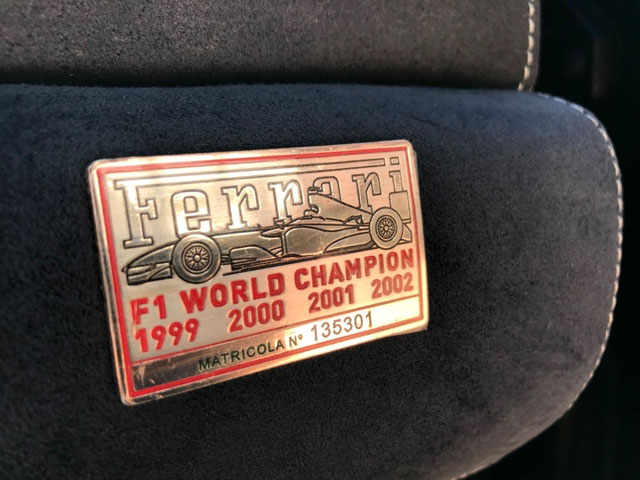 Ferrari
F1 WORLD CHAMPION
1999 2000 2001 2002
MATRICOLA N° 135301